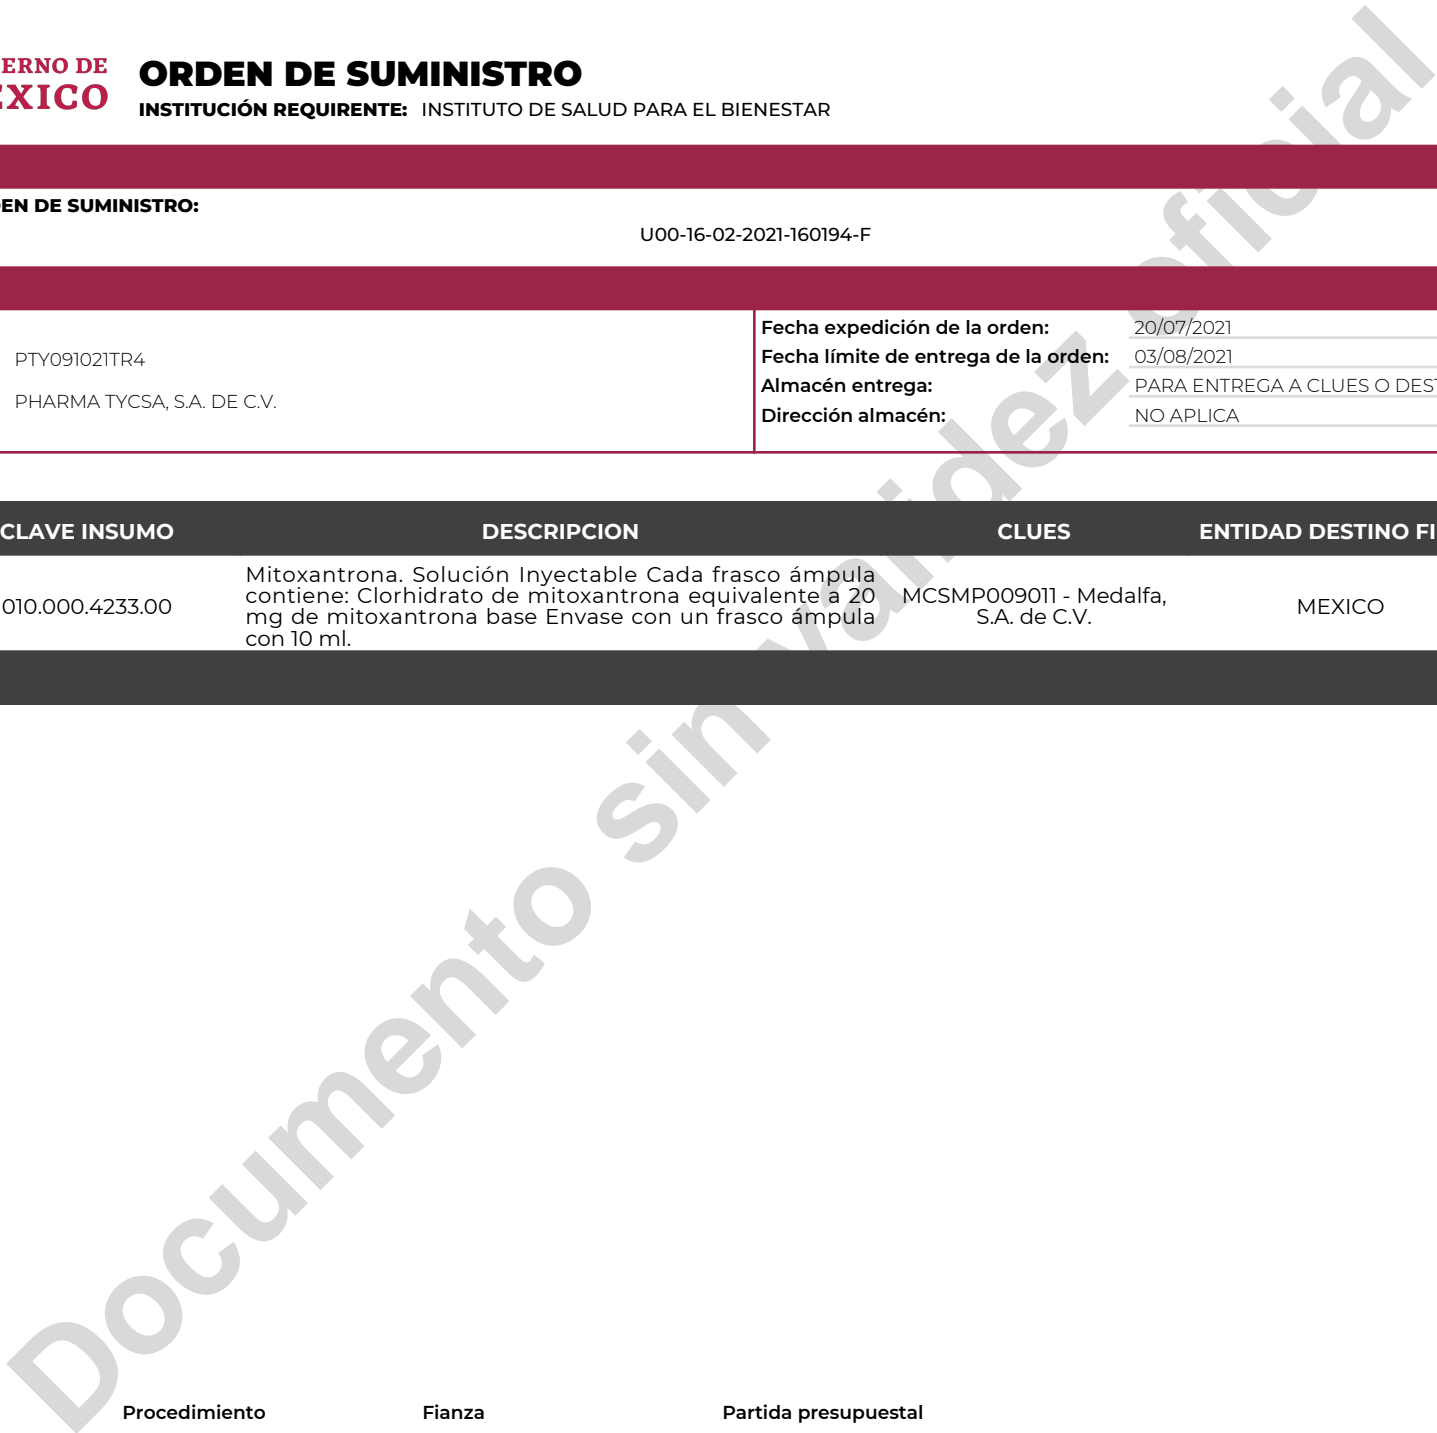 ERNO DE
EXICO
ORDEN DE SUMINISTRO
INSTITUCIÓN REQUIRENTE: INSTITUTO DE SALUD PARA EL BIENESTAR
EN DE SUMINISTRO:
U00-16-02-2021-160194-F
PTY091021TR4
PHARMA TYCSA, S.A. DE C.V.
Fecha expedición de la orden: 20/07/2021
Fecha límite de entrega de la orden: 03/08/2021
Almacén entrega: PARA ENTREGA A CLUES O DEST
Dirección almacén: NO APLICA
CLAVE INSUMO DESCRIPCION CLUES ENTIDAD DESTINO FI
010.000.4233.00
Mitoxantrona. Solución Inyectable Cada frasco ámpula
contiene: Clorhidrato de mitoxantrona equivalente a 20
mg de mitoxantrona base Envase con un frasco ámpula
con 10 ml.
MCSMP009011 - Medalfa,
S.A. de C.V.
MEXICO
Documento sin validez oficial
Procedimiento Fianza Partida presupuestal